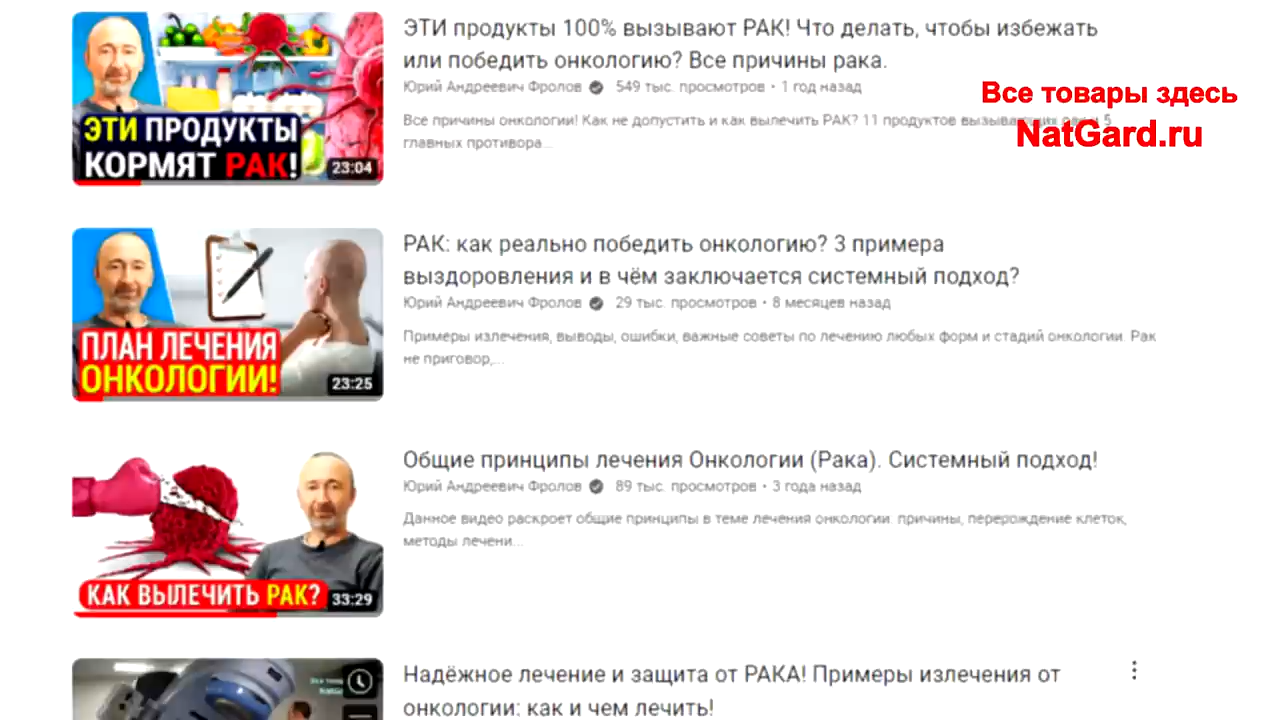 ЭТИ продукты 100% вызывают РАК! Что делать, чтобы избежать
или победить онкологию? Все причины рака.
Юрий Андреевич Фролов 549 тыс. просмотров • 1 год назад
Все причины онкологии! Как не допустить и как вылечить РАК? 11 продуктов вызывающих 5
главных противора...
ЭТИ ПРОДУКТЫ
КОРМЯТ РАК!
23:04
Все товары здесь
NatGard.ru
РАК: как реально победить онкологию? 3 примера
выздоровления и в чём заключается системный подход?
Юрий Андреевич Фролов 29 тыс. просмотров • 8 месяцев назад
Примеры излечения, выводы, ошибки, важные советы по лечению любых форм и стадий онкологии. Рак
не приговор,...
ПЛАН ЛЕЧЕНИЯ
ОНКОЛОГИИ!
23:25
Общие принципы лечения Онкологии (Рака). Системный подход!
Юрий Андреевич Фролов 89 тыс. просмотров • 3 года назад
Данное видео раскроет общие принципы в теме лечения онкологии: причины, перерождение клеток,
методы лечени...
КАК ВЫЛЕЧИТЬ РАК?
33:29
Надёжное лечение и защита от РАКА! Примеры излечения от
онкологии: как и чем лечить!